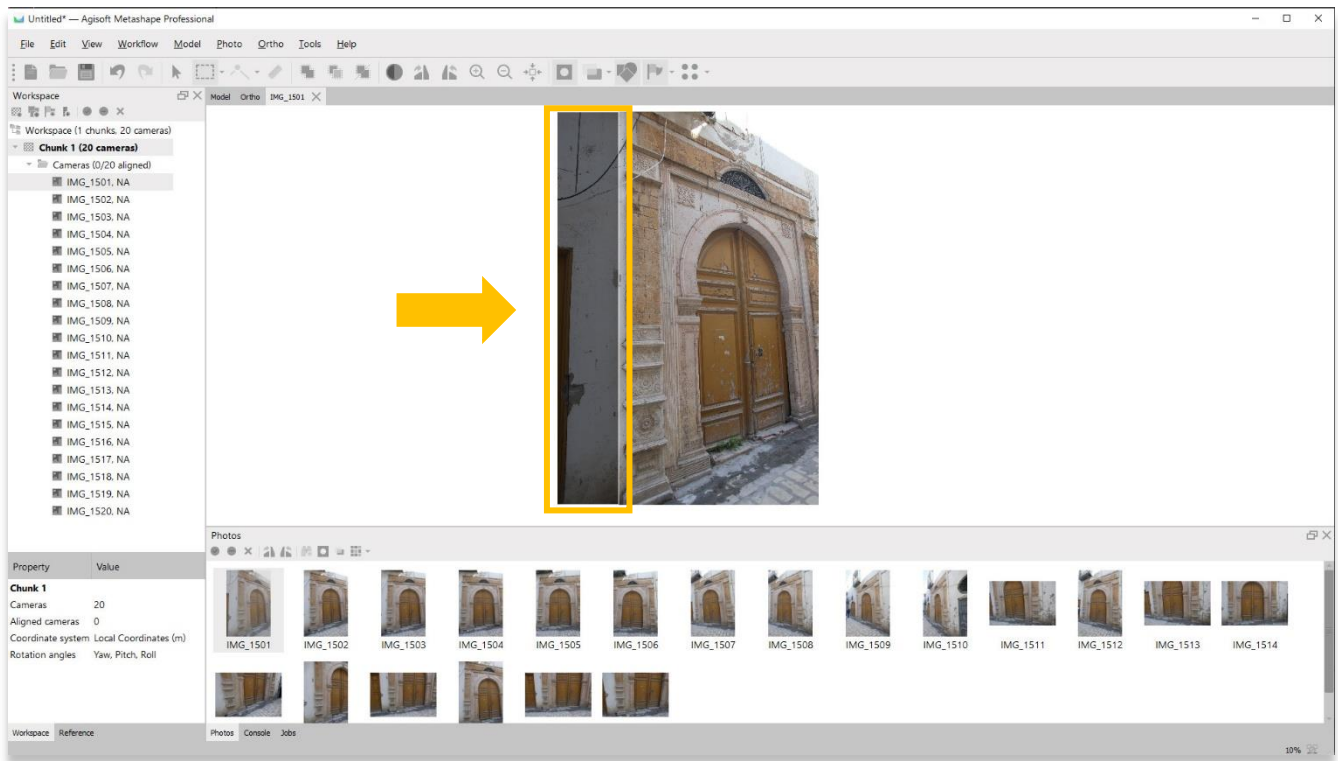 Untitled* — Agisoft Metashape Professional
File Edit View Workflow Model Photo Ortho Tools Help
Workspace
Model Ortho IMG_1501
Workspace (1 chunks, 20 cameras)
Chunk 1 (20 cameras)
Cameras (0/20 aligned)
IMG_1501, NA
IMG_1502, NA
IMG_1503, NA
IMG_1504, NA
IMG_1505, NA
IMG_1506, NA
IMG_1507, NA
IMG_1508, NA
IMG_1509, NA
IMG_1510, NA
IMG_1511, NA
IMG_1512, NA
IMG_1513, NA
IMG_1514, NA
IMG_1515, NA
IMG_1516, NA
IMG_1517, NA
IMG_1518, NA
IMG_1519, NA
IMG_1520, NA
Property Value
Chunk 1
Cameras 20
Aligned cameras 0
Coordinate system Local Coordinates (m)
Rotation angles Yaw, Pitch, Roll
Workspace Reference
Photos
IMG_1501 IMG_1502 IMG_1503 IMG_1504 IMG_1505 IMG_1506 IMG_1507 IMG_1508 IMG_1509 IMG_1510 IMG_1511 IMG_1512 IMG_1513 IMG_1514
Photos Console Jobs
10%